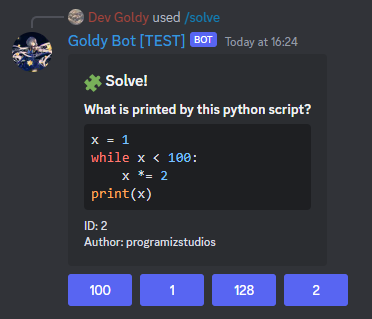 Dev Goldy used /solve
Goldy Bot [TEST] BOT Today at 16:24
Solve!
What is printed by this python script?
x = 1
while x < 100:
    x *= 2
print(x)
ID: 2
Author: programizstudios
100 1 128 2